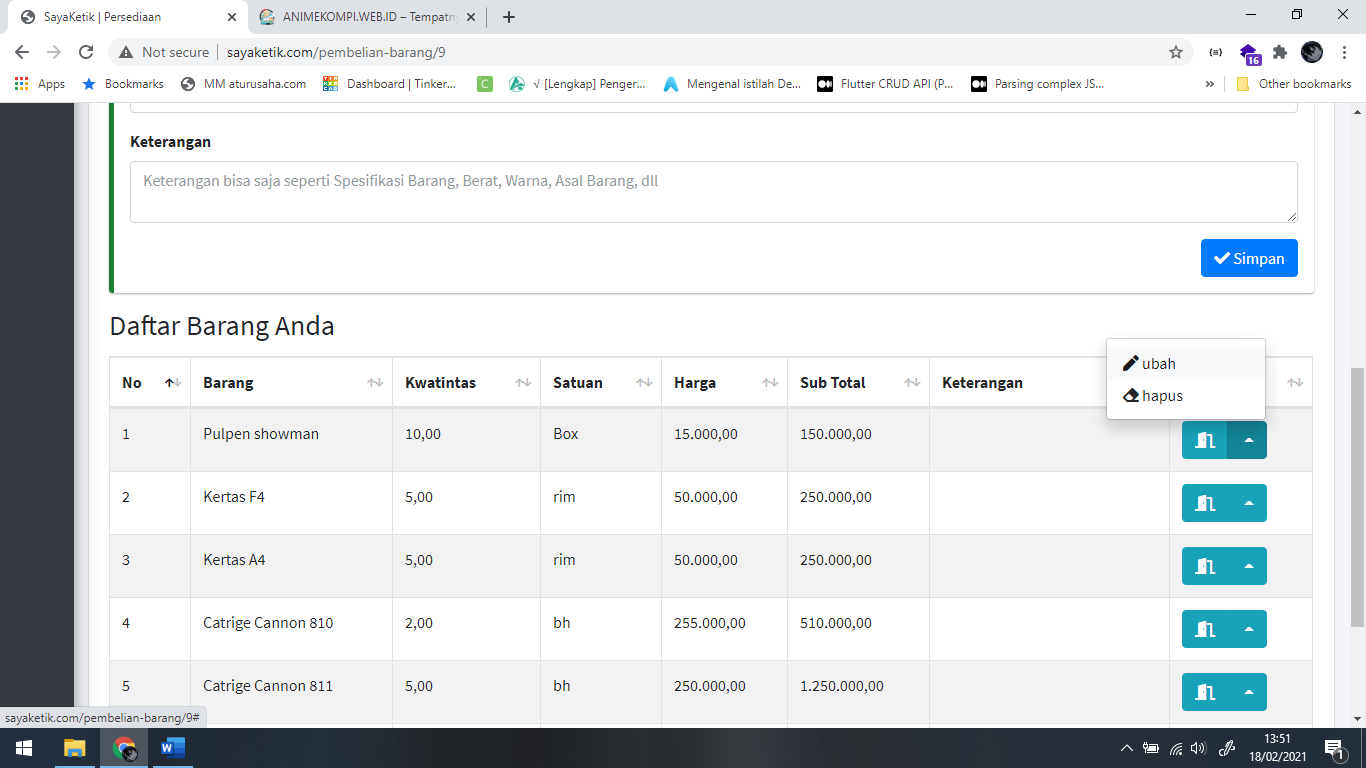 SayaKetik | Persediaan
ANIMEKOMPI.WEB.ID – Tempatn
Not secure
sayaketik.com/pembelian-barang/9
16
Apps
Bookmarks
MM aturusaha.com
Dashboard | Tinker...
C
√ [Lengkap] Penger...
Mengenal istilah De...
Flutter CRUD API (P...
Parsing complex JS...
»
Other bookmarks
Keterangan
Keterangan bisa saja seperti Spesifikasi Barang, Berat, Warna, Asal Barang, dll
Simpan
Daftar Barang Anda
ubah
hapus
No Barang Kwatintas Satuan Harga Sub Total Keterangan
1 Pulpen showman 10,00 Box 15.000,00 150.000,00
2 Kertas F4 5,00 rim 50.000,00 250.000,00
3 Kertas A4 5,00 rim 50.000,00 250.000,00
4 Catrige Cannon 810 2,00 bh 255.000,00 510.000,00
5 Catrige Cannon 811 5,00 bh 250.000,00 1.250.000,00
sayaketik.com/pembelian-barang/9#
W
13:51
18/02/2021
1